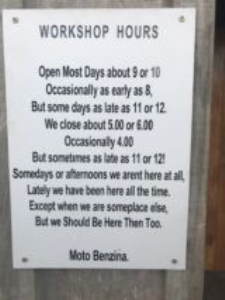 WORKSHOP HOURS
Open Most Days about 9 or 10
Occasionally as early as 8,
But some days as late as 11 or 12.
We close about 5.00 or 6.00
Occasionally 4.00
But sometimes as late as 11 or 12!
Somedays or afternoons we arent here at all,
Lately we have been here all the time.
Except when we are someplace else,
But we Should Be Here Then Too.
Moto Benzina.